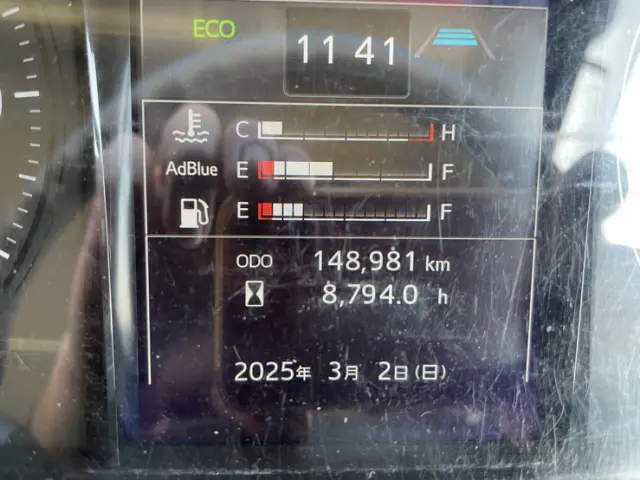 ECO
11 41
C H
AdBlue E F
E F
ODO 148,981 km
8,794.0 h
2025年 3月 2日(日)